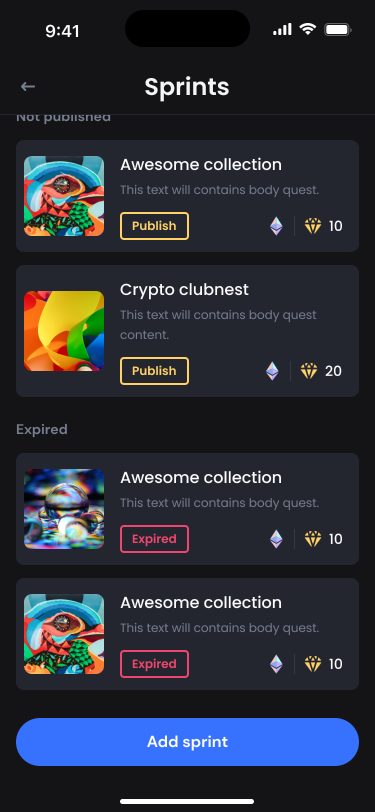 9:41
Sprints
Not published
Awesome collection
This text will contains body quest.
Publish
10
Crypto clubnest
This text will contains body quest
content.
Publish
20
Expired
Awesome collection
This text will contains body quest.
Expired
10
Awesome collection
This text will contains body quest.
Expired
10
Add sprint